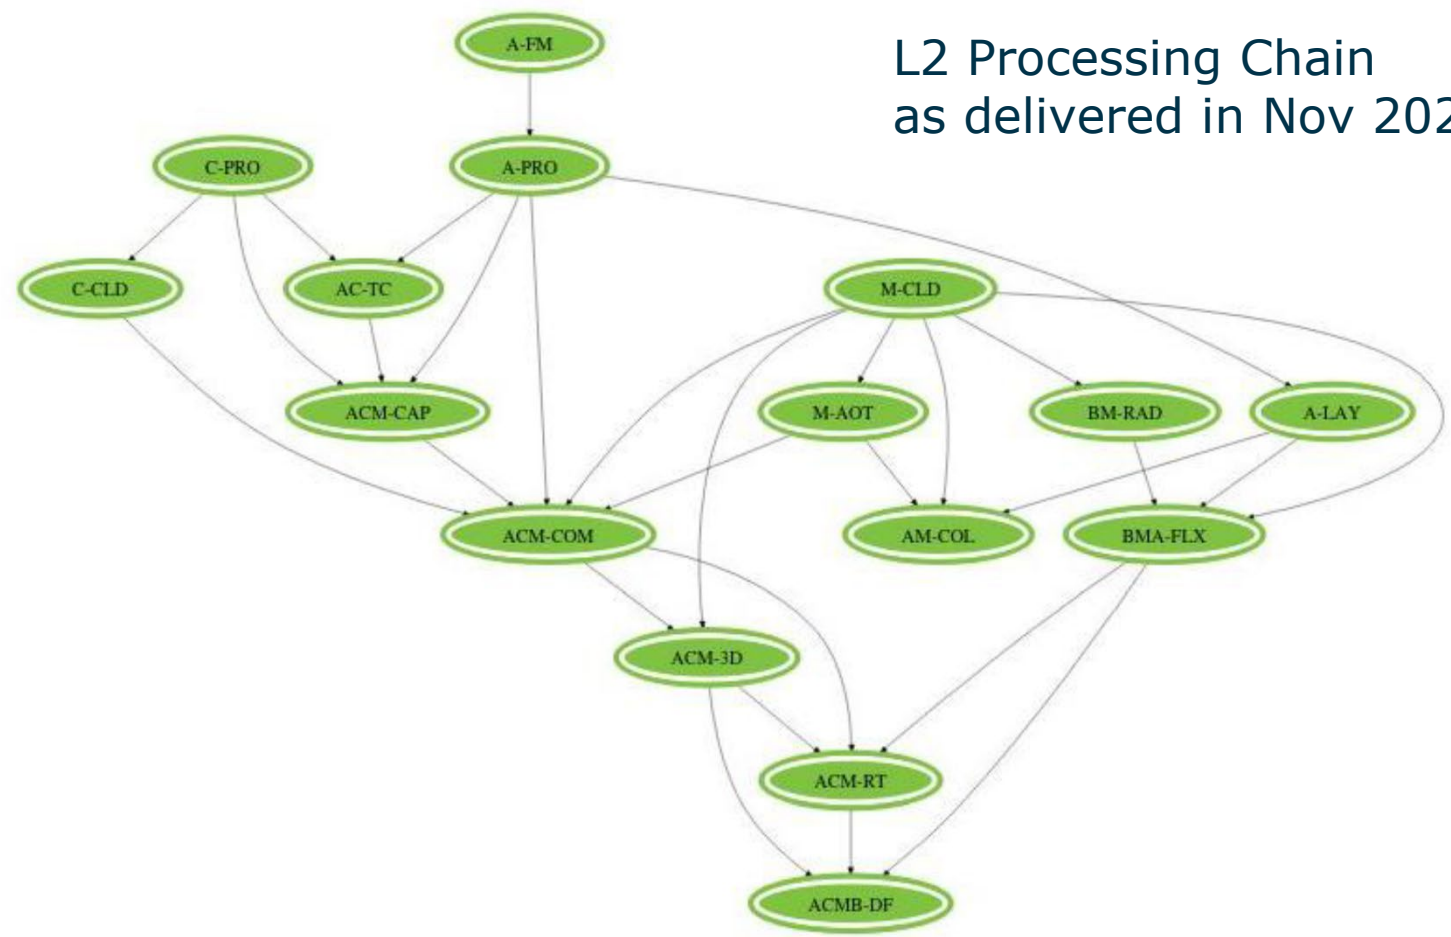 A-FM
L2 Processing Chain
as delivered in Nov 202
C-PRO
A-PRO
C-CLD
AC-TC
M-CLD
ACM-CAP
M-AOT
BM-RAD
A-LAY
ACM-COM
AM-COL
BMA-FLX
ACM-3D
ACM-RT
ACMB-DF